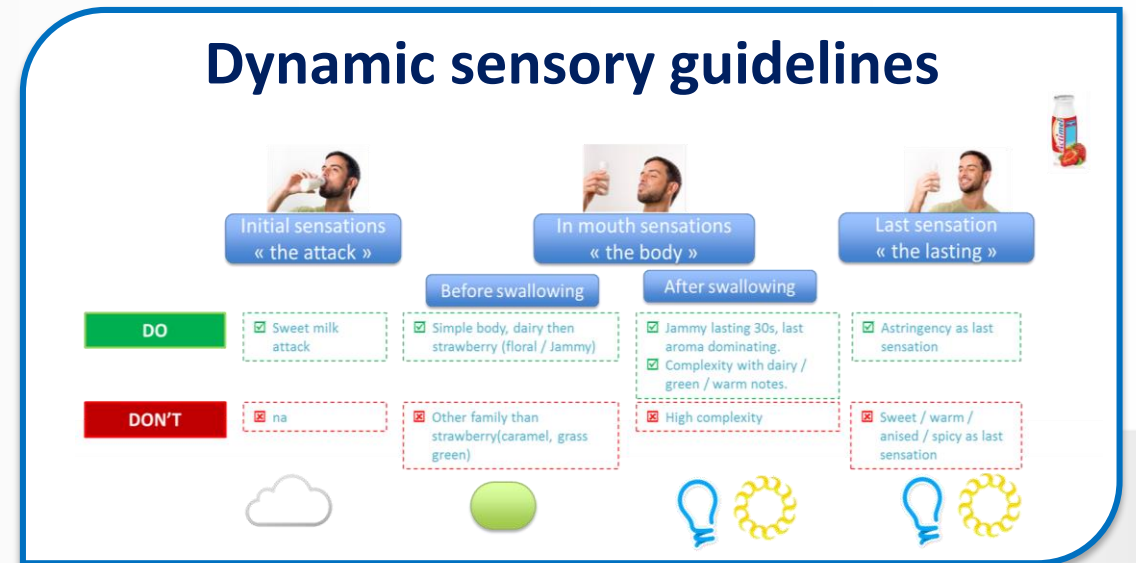 Dynamic sensory guidelines
actimel
Initial sensations
« the attack »
In mouth sensations
« the body »
Last sensation
« the lasting »
Before swallowing
After swallowing
DO
Sweet milk
attack
Simple body, dairy then
strawberry (floral / Jammy)
Jammy lasting 30s, last
aroma dominating.
Complexity with dairy /
green / warm notes.
Astringency as last
sensation
DON'T
na
Other family than
strawberry(caramel, grass
green)
High complexity
Sweet / warm /
anised / spicy as last
sensation